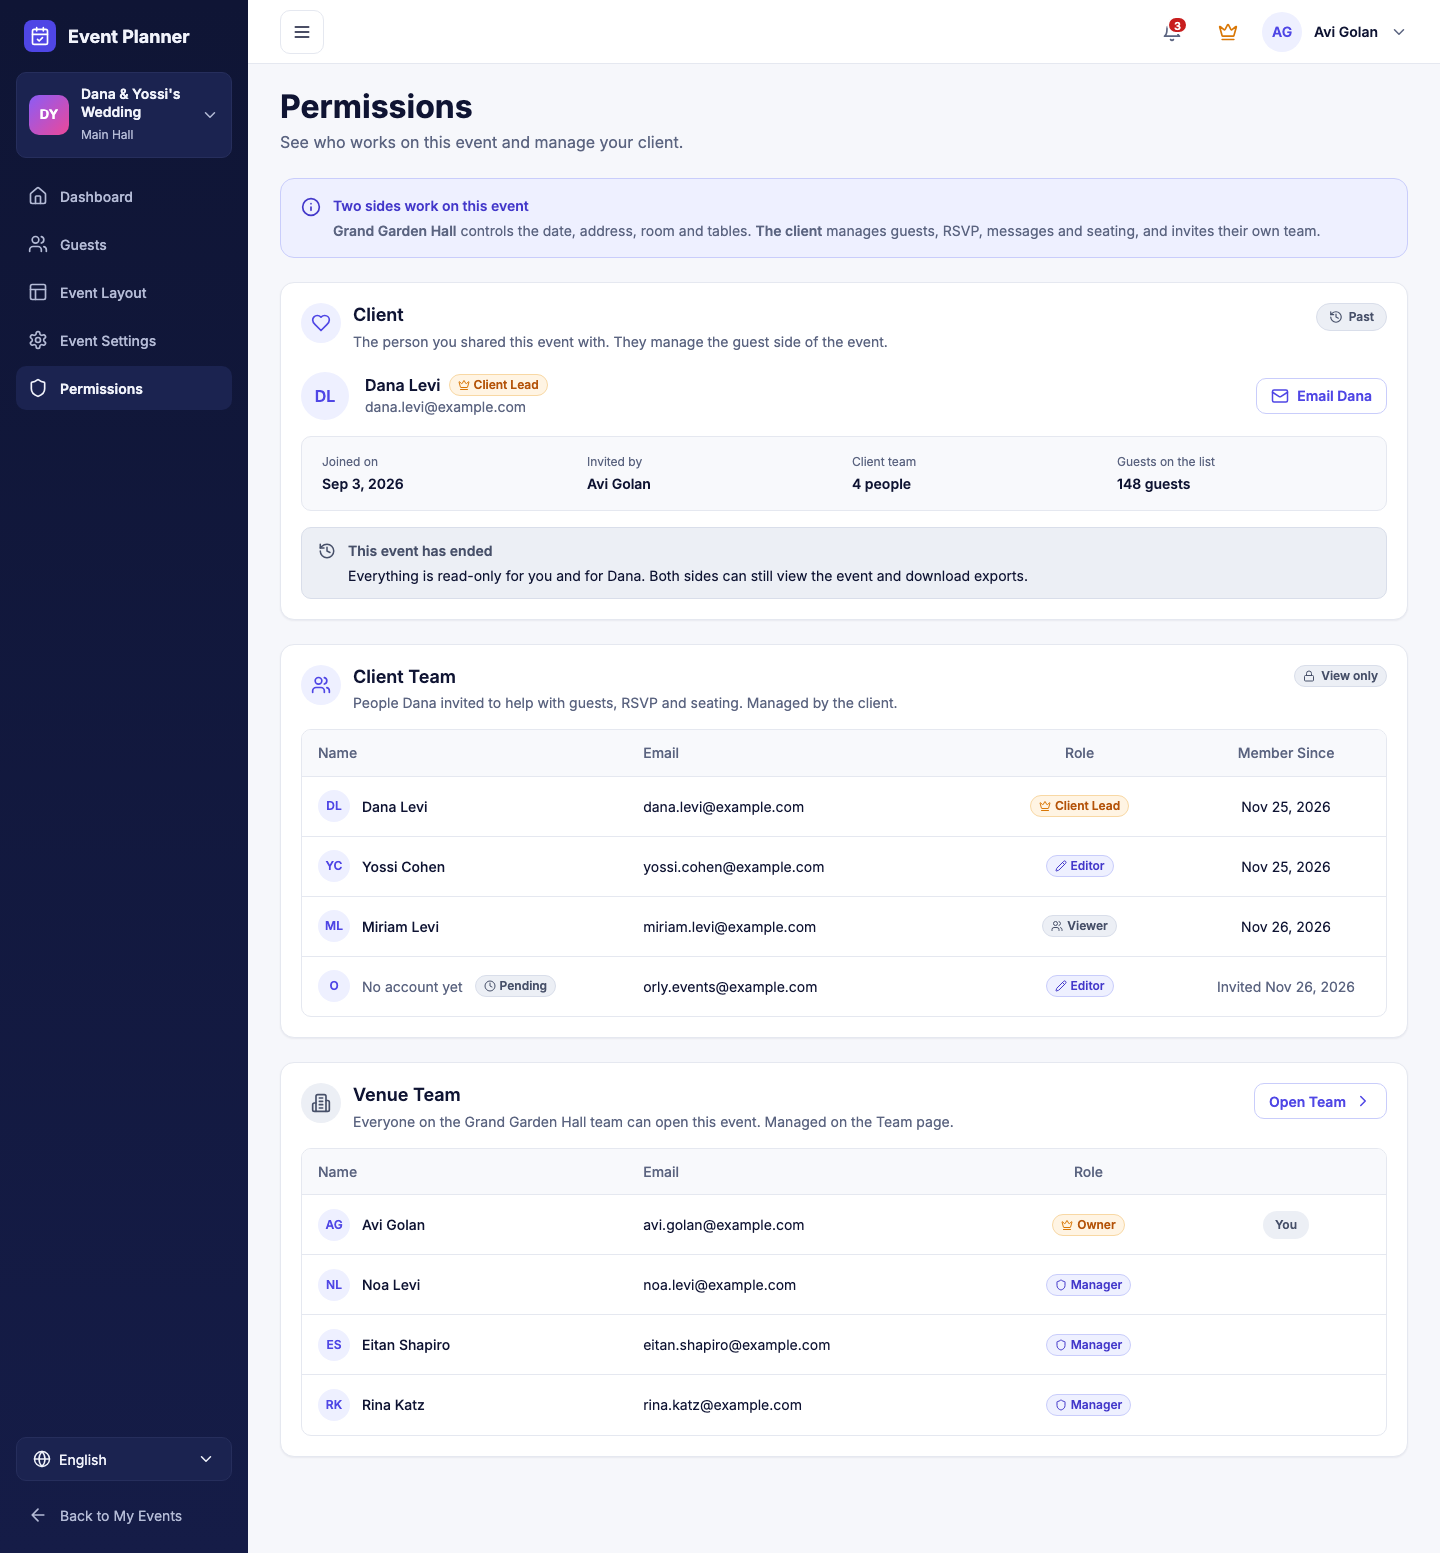 Event Planner
DY
Dana & Yossi's
Wedding
Main Hall
Dashboard
Guests
Event Layout
Event Settings
Permissions
English
Back to My Events
3
AG
Avi Golan
Permissions
See who works on this event and manage your client.
Two sides work on this event
Grand Garden Hall controls the date, address, room and tables. The client manages guests, RSVP, messages and seating, and invites their own team.
Client
Past
The person you shared this event with. They manage the guest side of the event.
DL
Dana Levi
Client Lead
dana.levi@example.com
Email Dana
Joined on
Invited by
Client team
Guests on the list
Sep 3, 2026
Avi Golan
4 people
148 guests
This event has ended
Everything is read-only for you and for Dana. Both sides can still view the event and download exports.
Client Team
View only
People Dana invited to help with guests, RSVP and seating. Managed by the client.
Name Email Role Member Since
DL Dana Levi dana.levi@example.com Client Lead Nov 25, 2026
YC Yossi Cohen yossi.cohen@example.com Editor Nov 25, 2026
ML Miriam Levi miriam.levi@example.com Viewer Nov 26, 2026
O No account yet Pending orly.events@example.com Editor Invited Nov 26, 2026
Venue Team
Open Team
Everyone on the Grand Garden Hall team can open this event. Managed on the Team page.
Name Email Role
AG Avi Golan avi.golan@example.com Owner You
NL Noa Levi noa.levi@example.com Manager
ES Eitan Shapiro eitan.shapiro@example.com Manager
RK Rina Katz rina.katz@example.com Manager